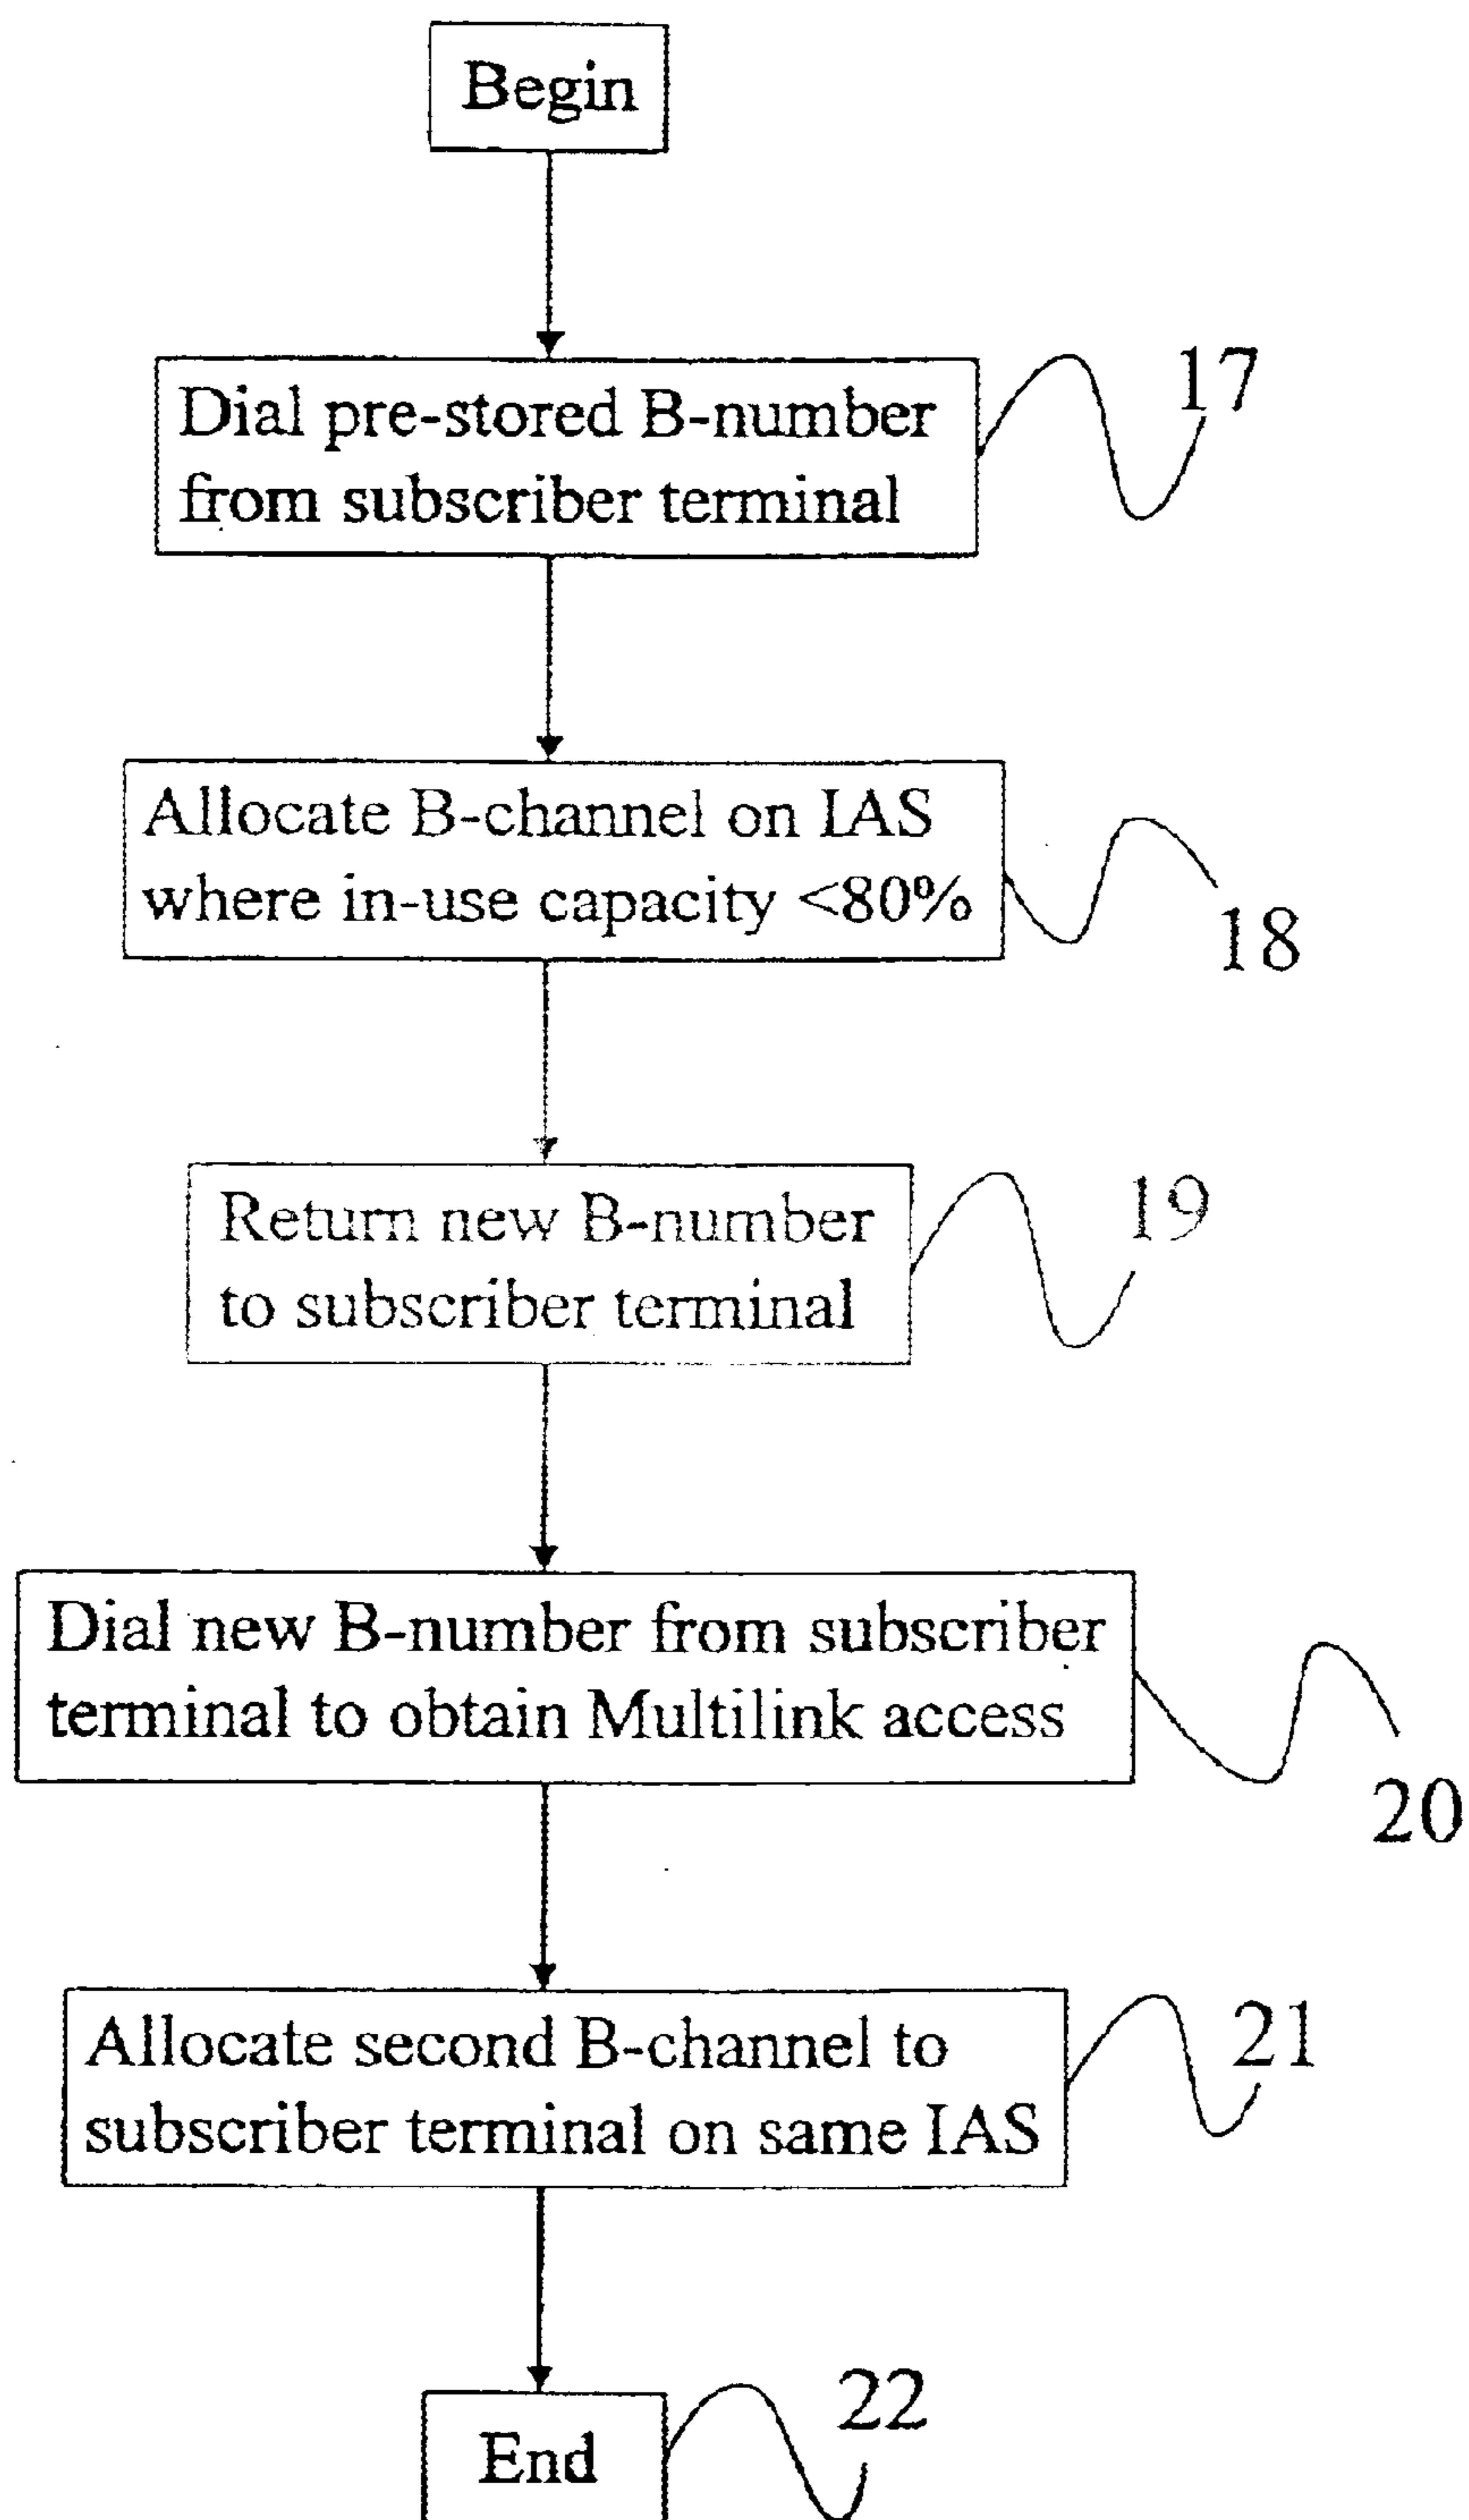 Begin
Dial pre-stored B-number
from subscriber terminal
17
Allocate B-channel on IAS
where in-use capacity <80%
18
Return new B-number
to subscriber terminal
19
Dial new B-number from subscriber
terminal to obtain Multilink access
20
Allocate second B-channel to
subscriber terminal on same IAS
21
End
22